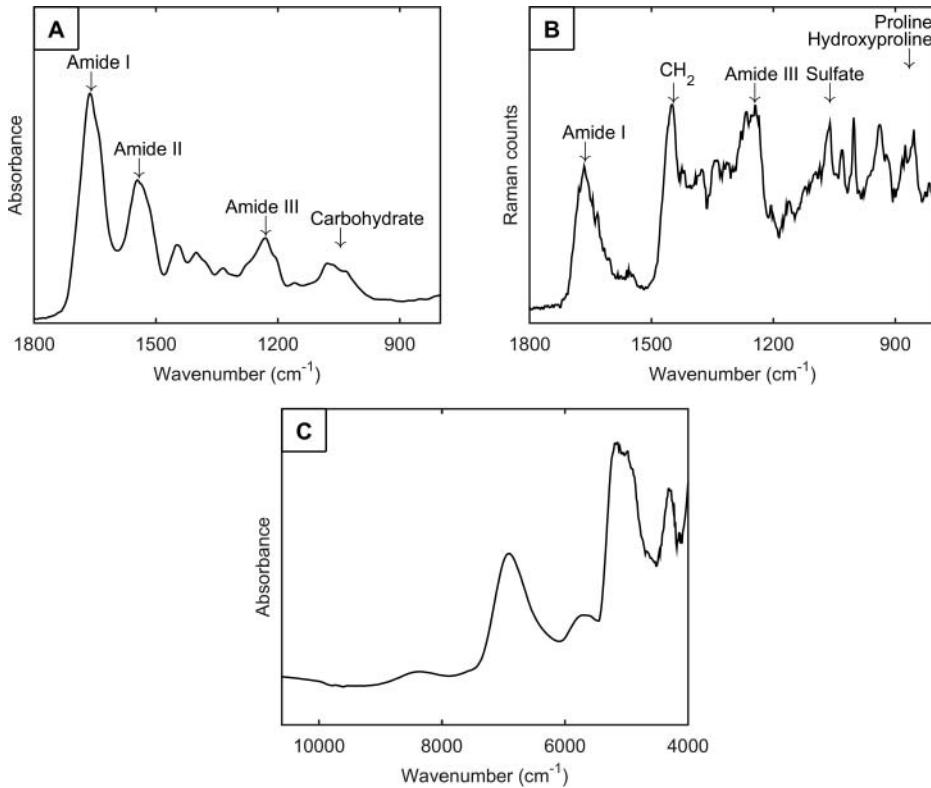 A
Amide I
Amide II
Amide III
Carbohydrate
Absorbance
1800 1500 1200 900
Wavenumber (cm-1)
B
Proline
Hydroxyproline
CH2
Amide III Sulfate
Amide I
Raman counts
1800 1500 1200 900
Wavenumber (cm-1)
C
Absorbance
10000 8000 6000 4000
Wavenumber (cm-1)